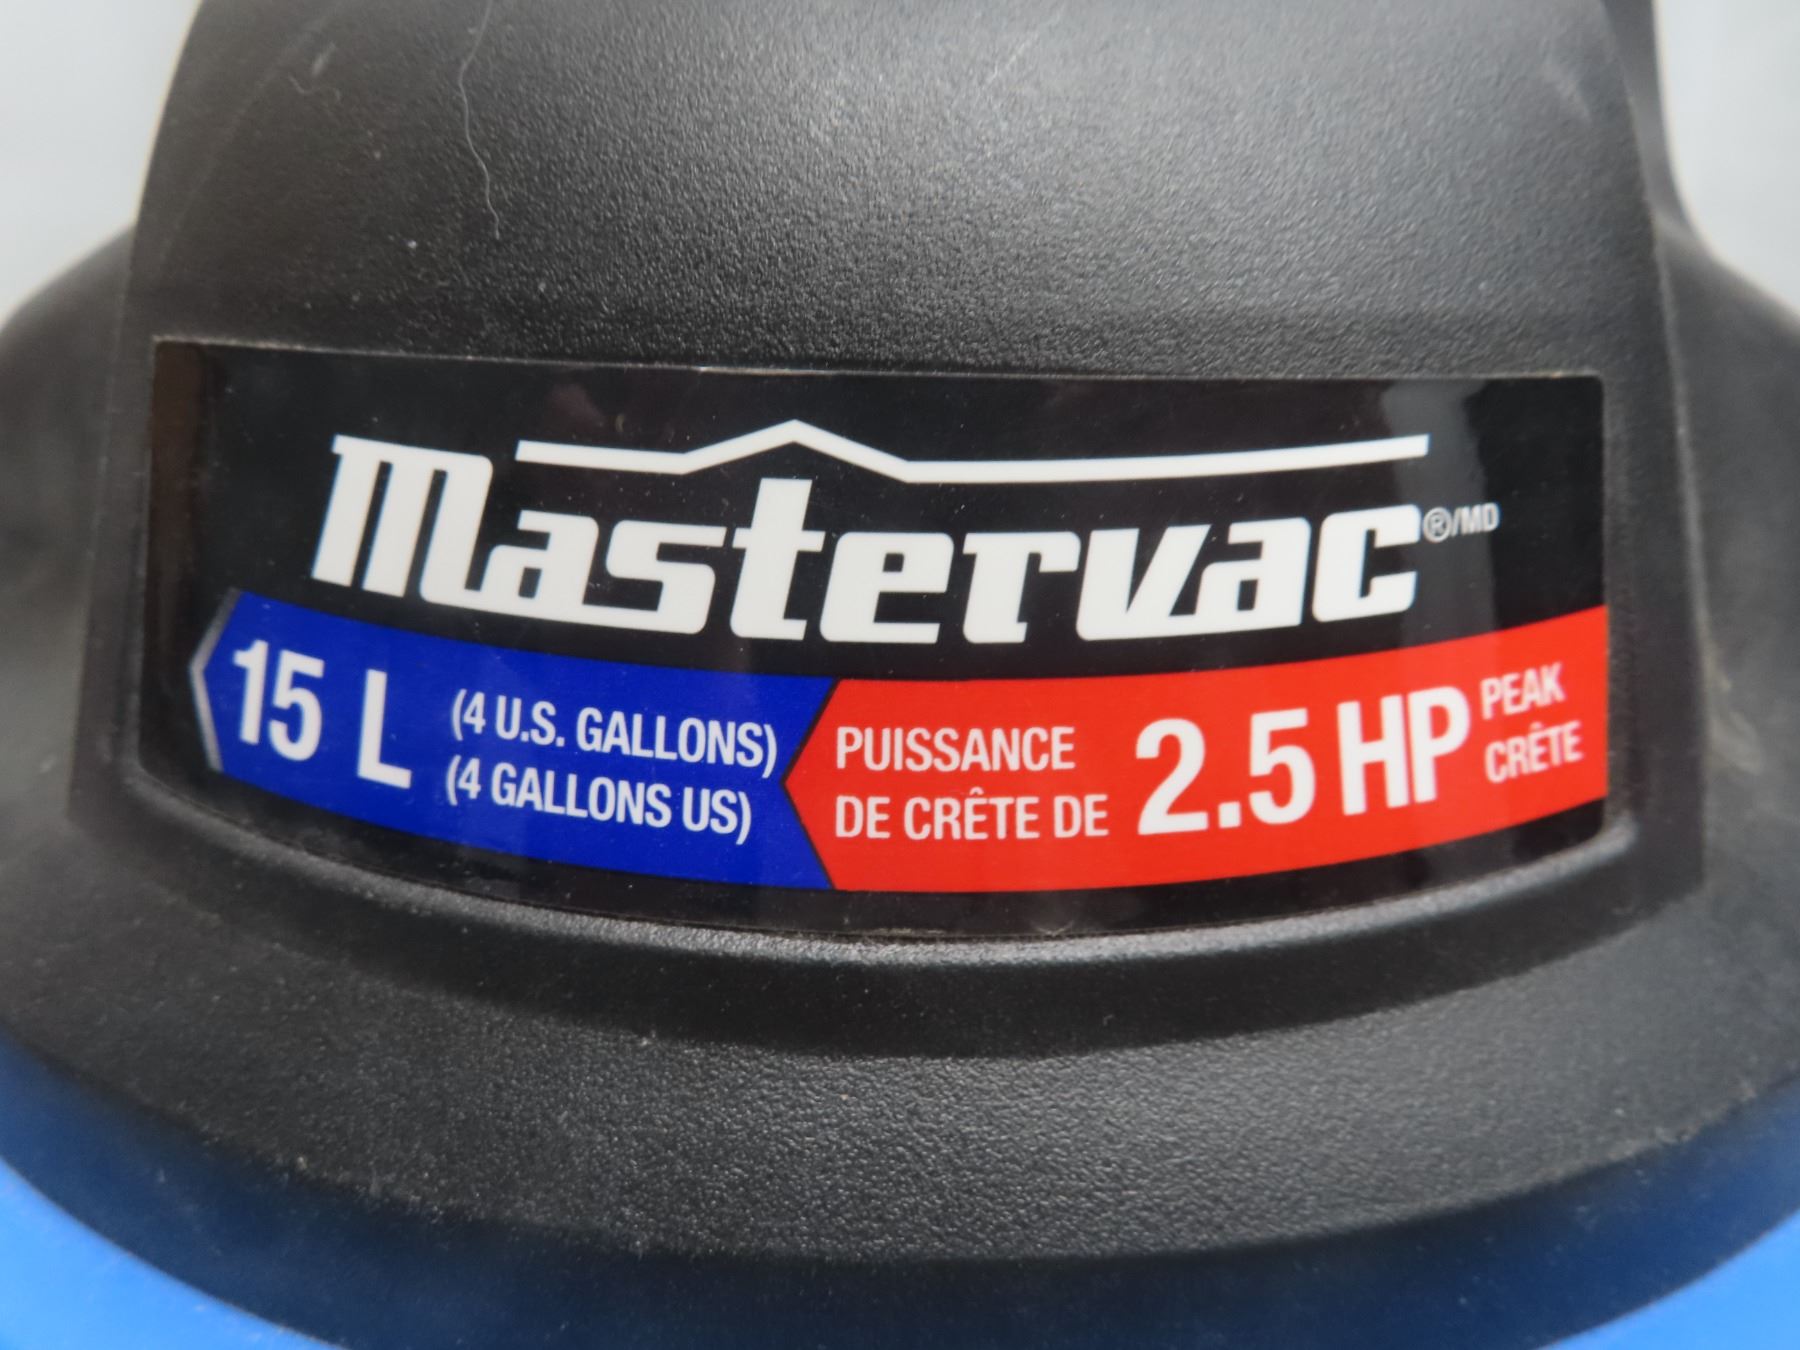 Mastervac®/MD
15 L (4 U.S. GALLONS)
(4 GALLONS US)
PUISSANCE
DE CRÊTE DE 2.5 HP PEAK
CRÊTE